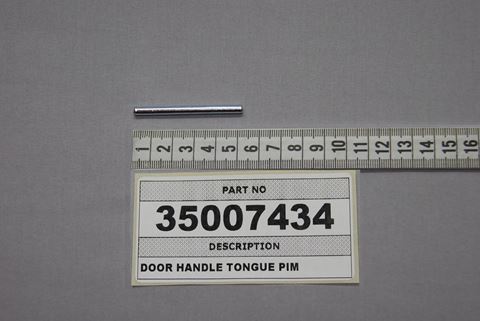 1 2 3 4 5 6 7 8 9 10 11 12 13 14 15 16
PART NO
35007434
DESCRIPTION
DOOR HANDLE TONGUE PIM